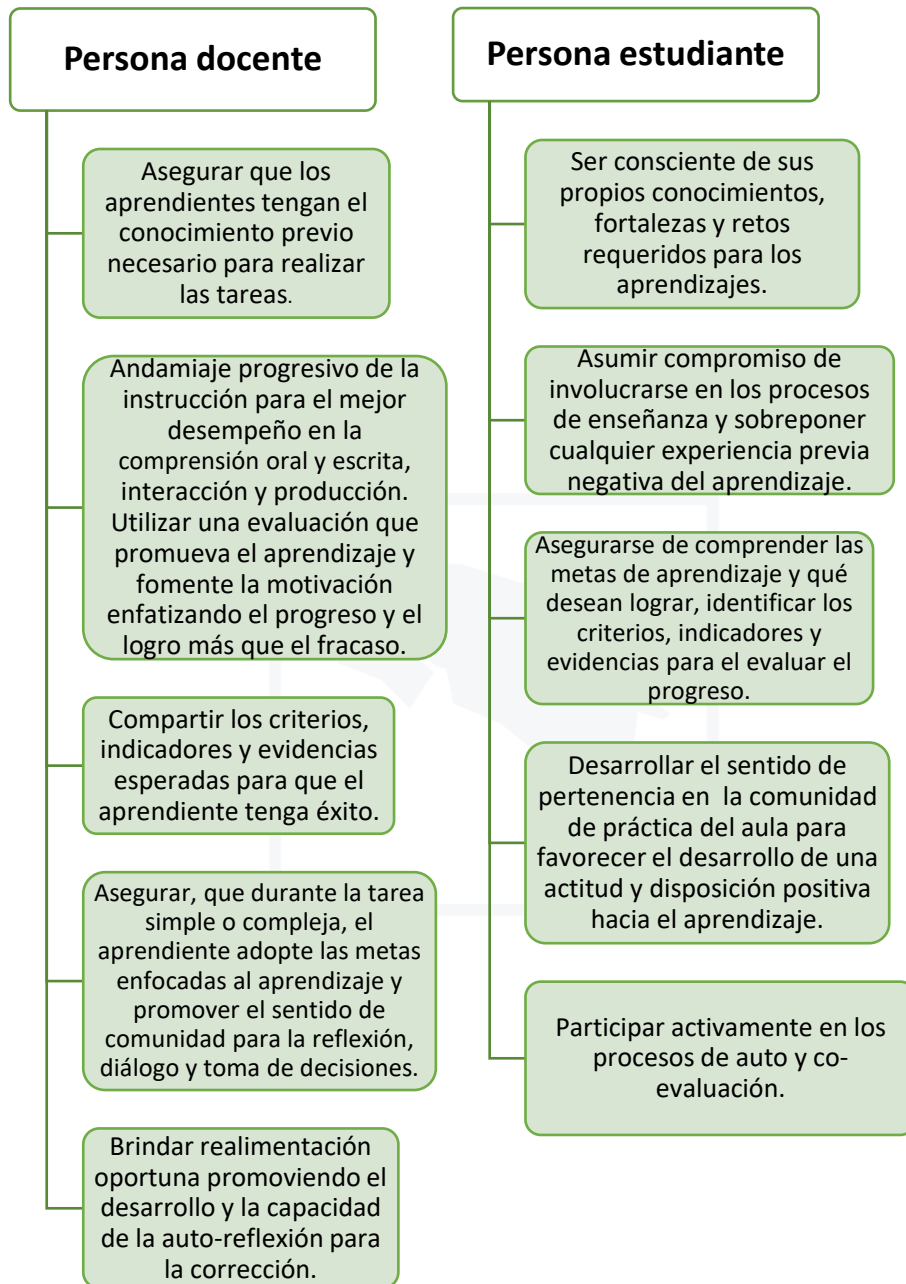 Persona docente
Asegurar que los
aprendientes tengan el
conocimiento previo
necesario para realizar
las tareas.
Andamiaje progresivo de la
instrucción para el mejor
desempeño en la
comprensión oral y escrita,
interacción y producción.
Utilizar una evaluación que
promueva el aprendizaje y
fomente la motivación
enfatizando el progreso y el
logro más que el fracaso.
Compartir los criterios,
indicadores y evidencias
esperadas para que el
aprendiente tenga éxito.
Asegurar, que durante la tarea
simple o compleja, el
aprendiente adopte las metas
enfocadas al aprendizaje y
promover el sentido de
comunidad para la reflexión,
diálogo y toma de decisiones.
Brindar realimentación
oportuna promoviendo el
desarrollo y la capacidad
de la auto-reflexión para
la corrección.
Persona estudiante
Ser consciente de sus
propios conocimientos,
fortalezas y retos
requeridos para los
aprendizajes.
Asumir compromiso de
involucrarse en los procesos
de enseñanza y sobreponer
cualquier experiencia previa
negativa del aprendizaje.
Asegurarse de comprender las
metas de aprendizaje y qué
desean lograr, identificar los
criterios, indicadores y
evidencias para el evaluar el
progreso.
Desarrollar el sentido de
pertenencia en la comunidad
de práctica del aula para
favorecer el desarrollo de una
actitud y disposición positiva
hacia el aprendizaje.
Participar activamente en los
procesos de auto y co-
evaluación.